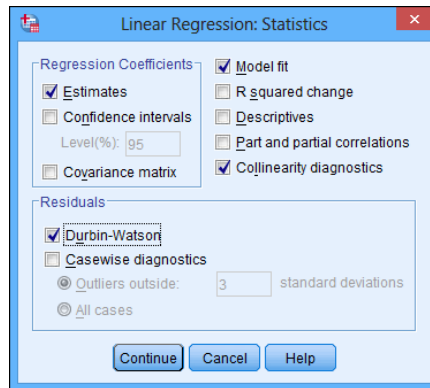 Linear Regression: Statistics
Regression Coefficients
Estimates
Confidence intervals
Level(%): 95
Covariance matrix
Model fit
R squared change
Descriptives
Part and partial correlations
Collinearity diagnostics
Residuals
Durbin-Watson
Casewise diagnostics
Outliers outside: 3 standard deviations
All cases
Continue Cancel Help